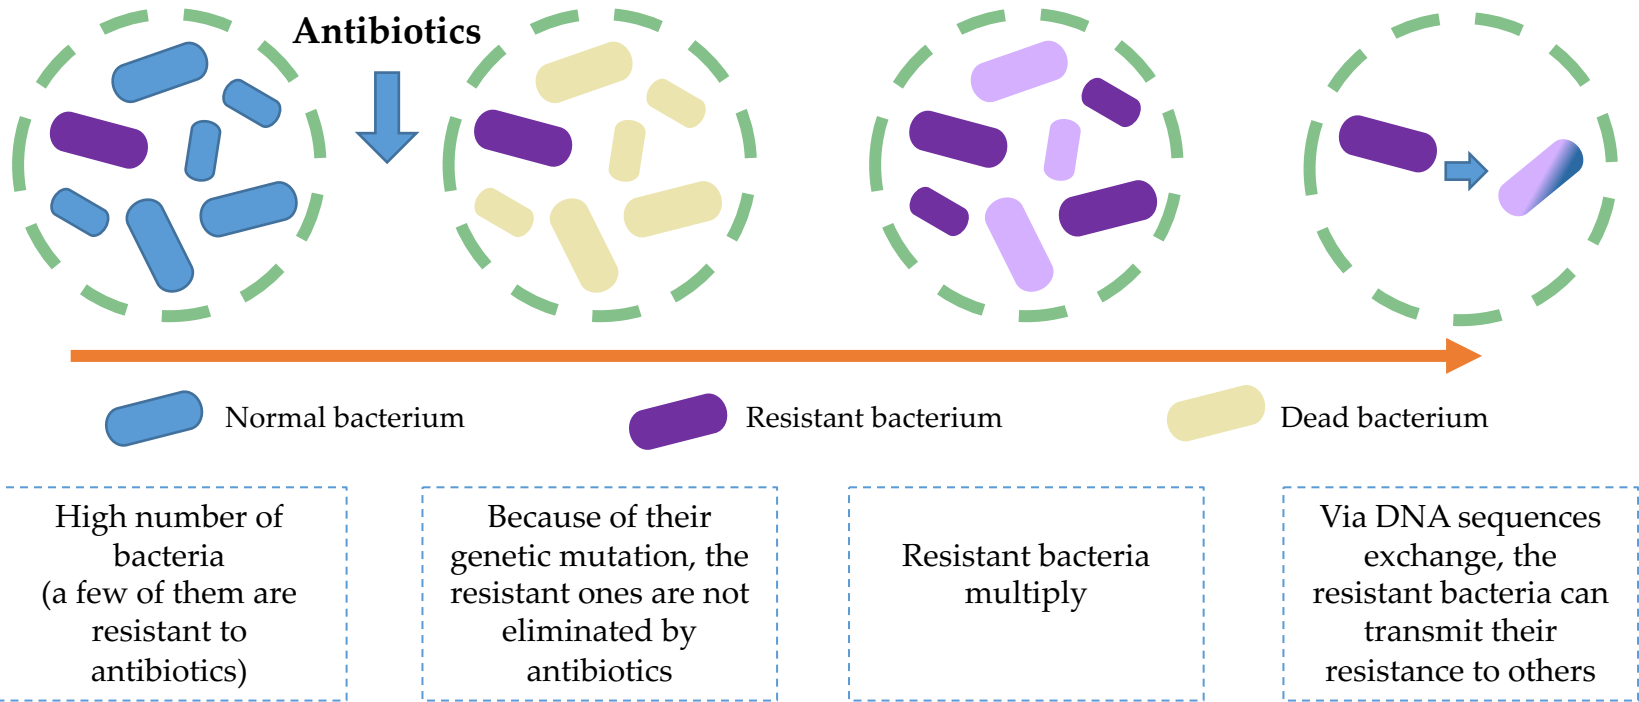 Antibiotics
Normal bacterium
Resistant bacterium
Dead bacterium
High number of
bacteria
(a few of them are
resistant to
antibiotics)
Because of their
genetic mutation, the
resistant ones are not
eliminated by
antibiotics
Resistant bacteria
multiply
Via DNA sequences
exchange, the
resistant bacteria can
transmit their
resistance to others